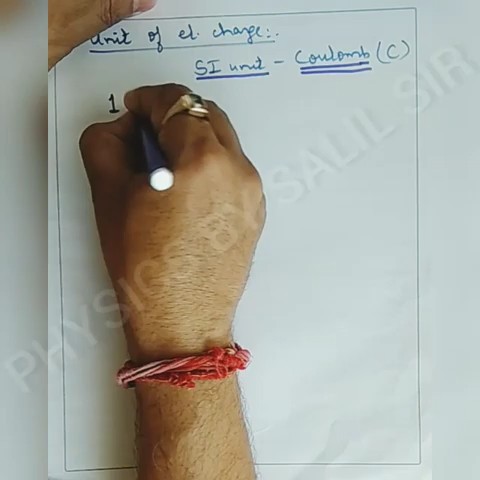 Unit of el. charge:.
SI unit - Coulomb (C)
1
PHYSICS BY SALIL SIR